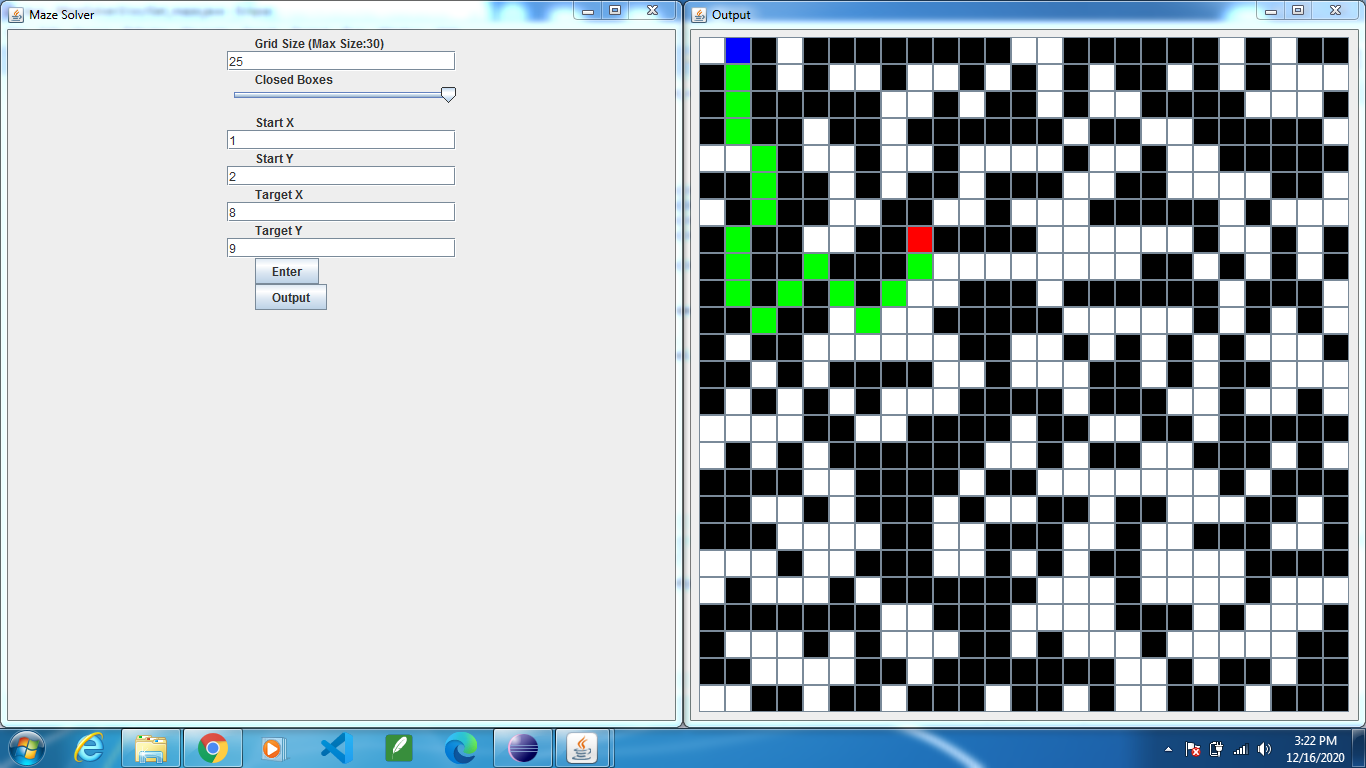 Maze Solver
Grid Size (Max Size:30)
25
Closed Boxes
Start X
1
Start Y
2
Target X
8
Target Y
9
Enter
Output
Output
3:22 PM
12/16/2020